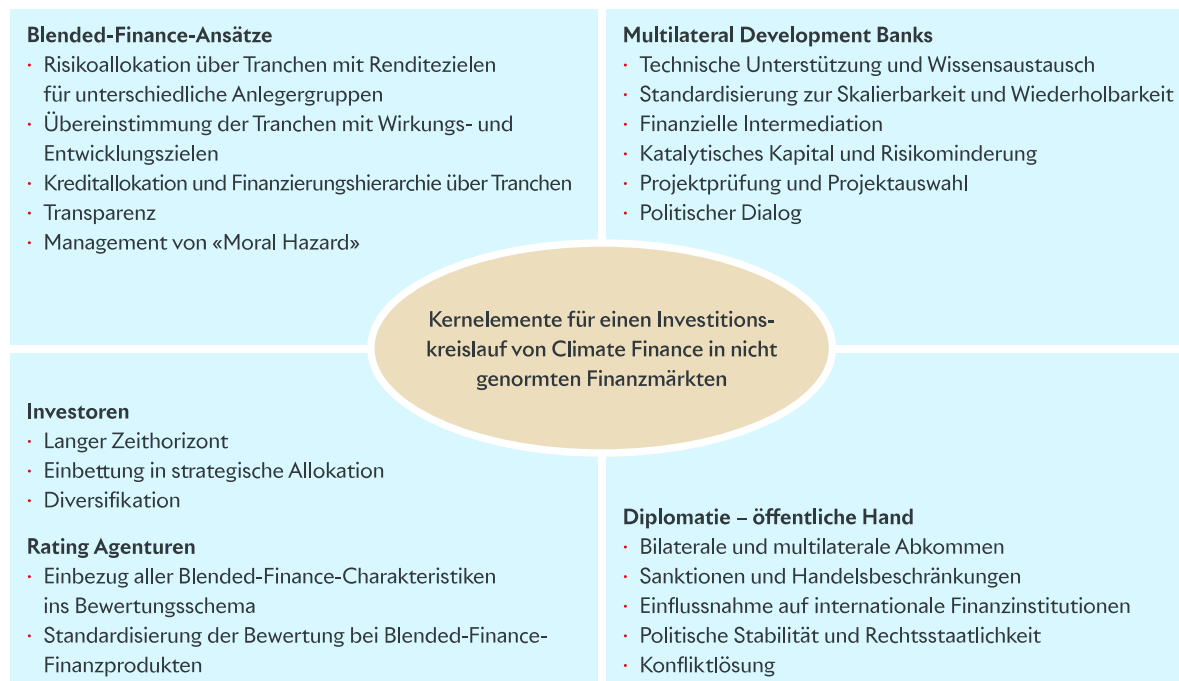 Blended-Finance-Ansätze
· Risikoallokation über Tranchen mit Renditezielen
für unterschiedliche Anlegergruppen
· Übereinstimmung der Tranchen mit Wirkungs- und
Entwicklungszielen
· Kreditallokation und Finanzierungshierarchie über Tranchen
· Transparenz
· Management von «Moral Hazard»
Multilateral Development Banks
· Technische Unterstützung und Wissensaustausch
· Standardisierung zur Skalierbarkeit und Wiederholbarkeit
· Finanzielle Intermediation
· Katalytisches Kapital und Risikominderung
· Projektprüfung und Projektauswahl
· Politischer Dialog
Kernelemente für einen Investitions-
kreislauf von Climate Finance in nicht
genormten Finanzmärkten
Investoren
· Langer Zeithorizont
· Einbettung in strategische Allokation
· Diversifikation
Rating Agenturen
· Einbezug aller Blended-Finance-Charakteristiken
ins Bewertungsschema
· Standardisierung der Bewertung bei Blended-Finance-
Finanzprodukten
Diplomatie – öffentliche Hand
· Bilaterale und multilaterale Abkommen
· Sanktionen und Handelsbeschränkungen
· Einflussnahme auf internationale Finanzinstitutionen
· Politische Stabilität und Rechtsstaatlichkeit
· Konfliktlösung